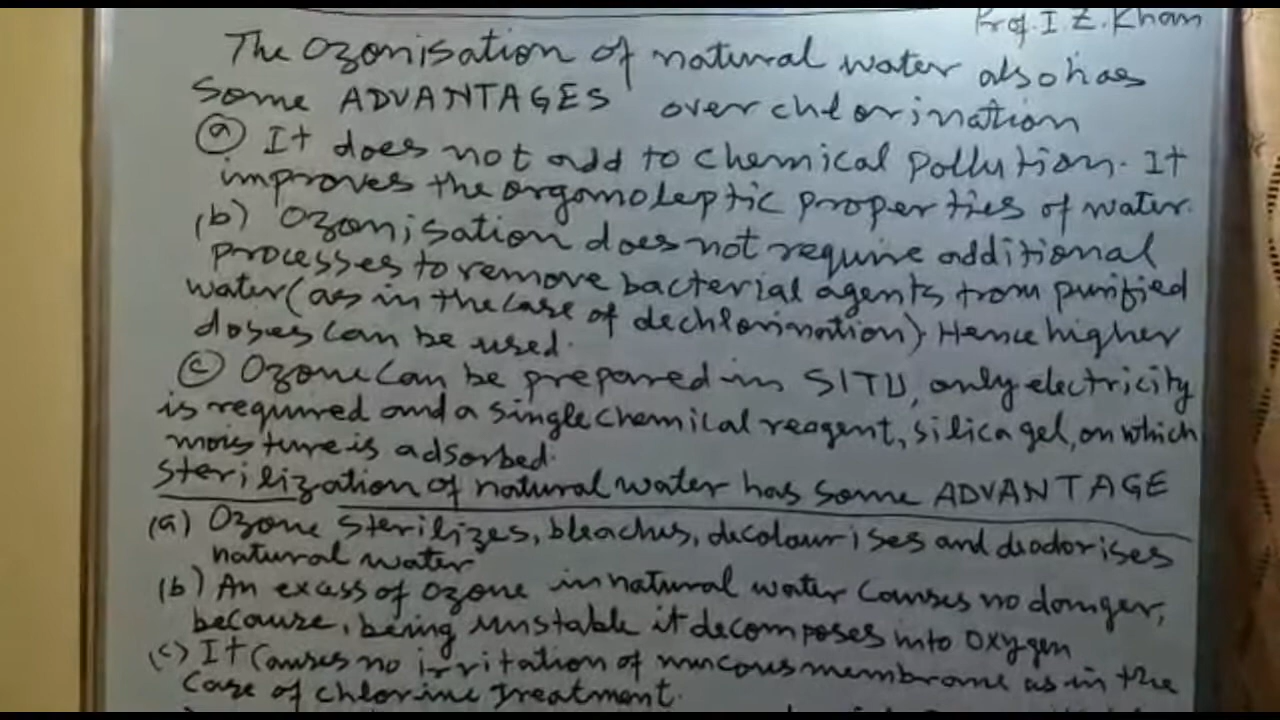 Prof. I. Z. Khan
The Ozonisation of natural water also has
some ADVANTAGES over chlorination
(a) It does not add to chemical pollution. It
improves the orgamoleptic properties of water.
(b) Ozonisation does not require additional
processes to remove bacterial agents from purified
water (as in the case of dechlorination) Hence higher
doses can be used.
(c) Ozone can be prepared in SITU, only electricity
is required and a single chemical reagent, silica gel, on which
moisture is adsorbed.
Sterilization of natural water has some ADVANTAGE
(a) Ozone sterilizes, bleaches, decolourises and deodorises
natural water
(b) An excess of ozone in natural water causes no danger,
because, being unstable it decomposes into oxygen
(c) It causes no irritation of muncous membrane as in the
case of chlorine treatment.